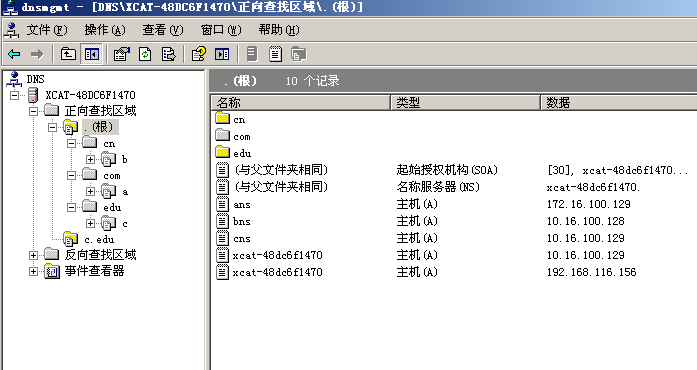 dnsmgmt - [DNS\XCAT-48DC6F1470\正向查找区域\.(根)]
文件(F) 操作(A) 查看(V) 窗口(W) 帮助(H)
DNS
XCAT-48DC6F1470
正向查找区域
.(根)
cn
b
com
a
edu
c
c.edu
反向查找区域
事件查看器
.(根) 10 个记录
名称 类型 数据
cn
com
edu
(与父文件夹相同) 起始授权机构(SOA) [30], xcat-48dc6f1470...
(与父文件夹相同) 名称服务器(NS) xcat-48dc6f1470.
ans 主机(A) 172.16.100.129
bns 主机(A) 10.16.100.128
cns 主机(A) 10.16.100.129
xcat-48dc6f1470 主机(A) 10.16.100.129
xcat-48dc6f1470 主机(A) 192.168.116.156